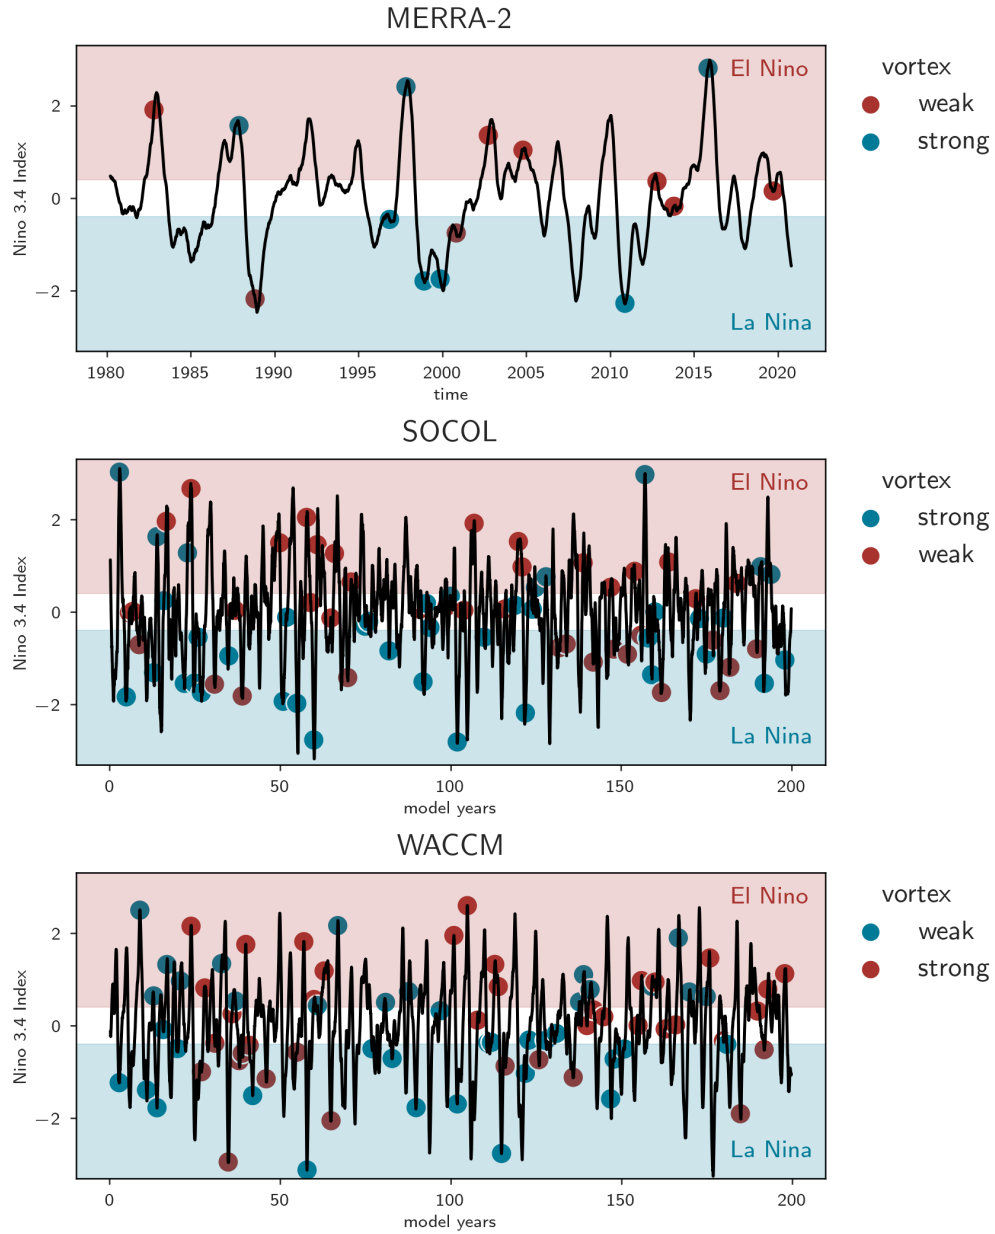 MERRA-2
El Nino
La Nina
Nino 3.4 Index
2
0
−2
1980 1985 1990 1995 2000 2005 2010 2015 2020
time
vortex
weak
strong
SOCOL
El Nino
La Nina
Nino 3.4 Index
2
0
−2
0 50 100 150 200
model years
vortex
strong
weak
WACCM
El Nino
La Nina
Nino 3.4 Index
2
0
−2
0 50 100 150 200
model years
vortex
weak
strong